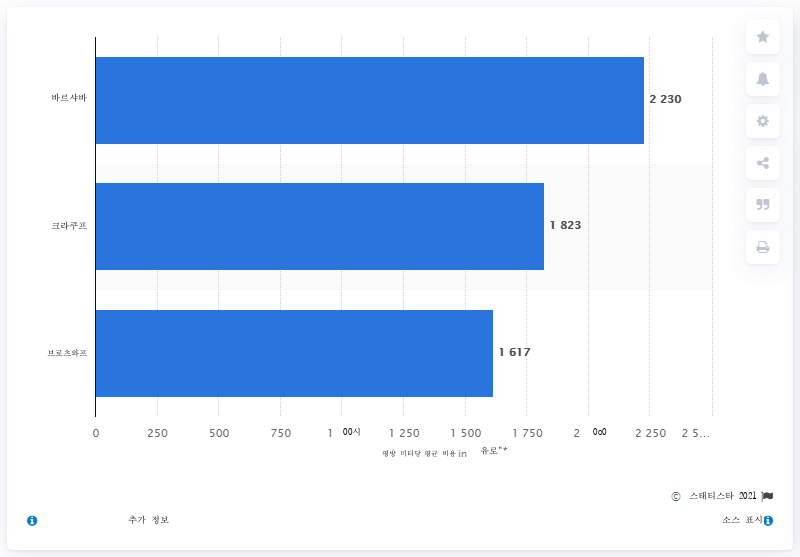 바르샤바
2 230
크라쿠프
1 823
브로츠와프
1 617
0 250 500 750 1 00시 1 250 1 500 1 750 2 0o0 2 250 2 5...
평방 미터당 평균 비용 in 유로"*
© 스태티스타 2021
추가 정보 소스 표시